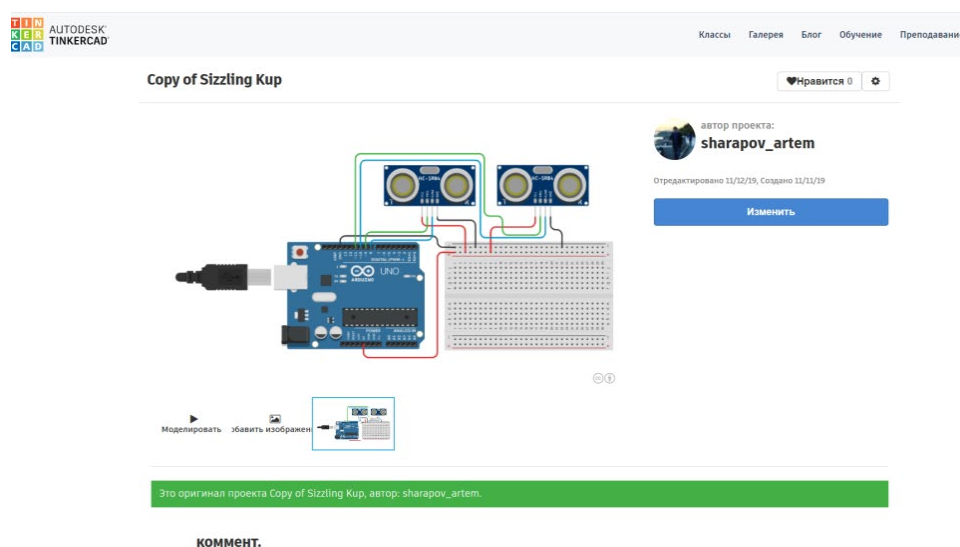 TIN
KER
CAD
AUTODESK
TINKERCAD
Классы Галерея Блог Обучение Преподавание
Copy of Sizzling Kup
Нравится 0
автор проекта:
sharapov_artem
Отредактировано 11/12/19, Создано 11/11/19
Изменить
HC-SR04
HC-SR04
UNO
ARDUINO
Моделировать
обавить изображен
Это оригинал проекта Copy of Sizzling Kup, автор: sharapov_artem.
коммент.